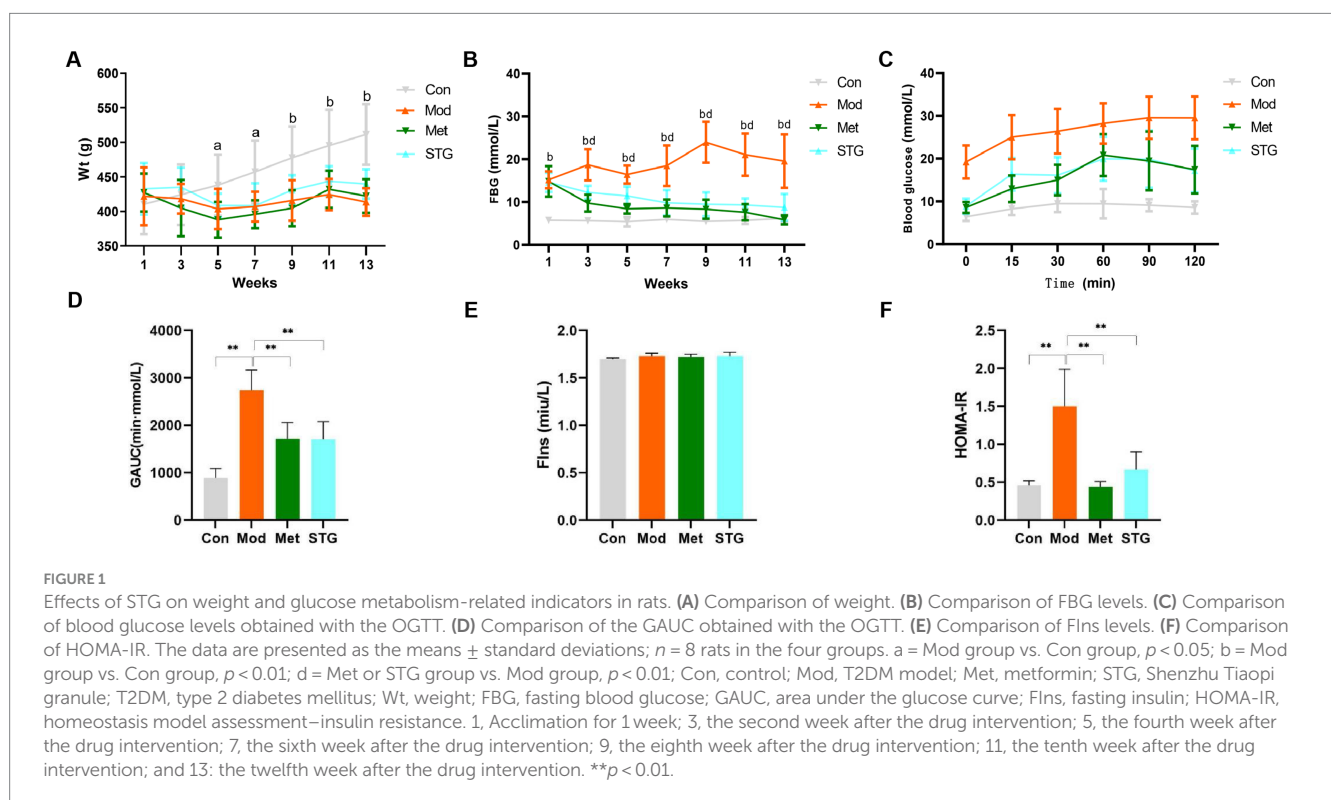 A
B
C
Wt (g)
600
550
500
450
400
350
a
a
b
b
b
1 3 5 7 9 11 13
Weeks
Con
Mod
Met
STG
FBG (mmol/L)
40
30
20
10
0
b
bd
bd
bd
bd
bd
bd
1 3 5 7 9 11 13
Weeks
Con
Mod
Met
STG
Blood glucose (mmol/L)
40
30
20
10
0
0 15 30 60 90 120
Time (min)
Con
Mod
Met
STG
D
E
F
GAUC(min·mmol/L)
4000
3000
2000
1000
0
**
**
**
Con Mod Met STG
FIns (miu/L)
2.0
1.5
1.0
0.5
0.0
Con Mod Met STG
HOMA-IR
2.5
2.0
1.5
1.0
0.5
0.0
**
**
**
Con Mod Met STG
FIGURE 1
Effects of STG on weight and glucose metabolism-related indicators in rats. (A) Comparison of weight. (B) Comparison of FBG levels. (C) Comparison
of blood glucose levels obtained with the OGTT. (D) Comparison of the GAUC obtained with the OGTT. (E) Comparison of FIns levels. (F) Comparison
of HOMA-IR. The data are presented as the means ± standard deviations; n = 8 rats in the four groups. a = Mod group vs. Con group, p < 0.05; b = Mod
group vs. Con group, p < 0.01; d = Met or STG group vs. Mod group, p < 0.01; Con, control; Mod, T2DM model; Met, metformin; STG, Shenzhu Tiaopi
granule; T2DM, type 2 diabetes mellitus; Wt, weight; FBG, fasting blood glucose; GAUC, area under the glucose curve; FIns, fasting insulin; HOMA-IR,
homeostasis model assessment–insulin resistance. 1, Acclimation for 1 week; 3, the second week after the drug intervention; 5, the fourth week after
the drug intervention; 7, the sixth week after the drug intervention; 9, the eighth week after the drug intervention; 11, the tenth week after the drug
intervention; and 13: the twelfth week after the drug intervention. **p < 0.01.